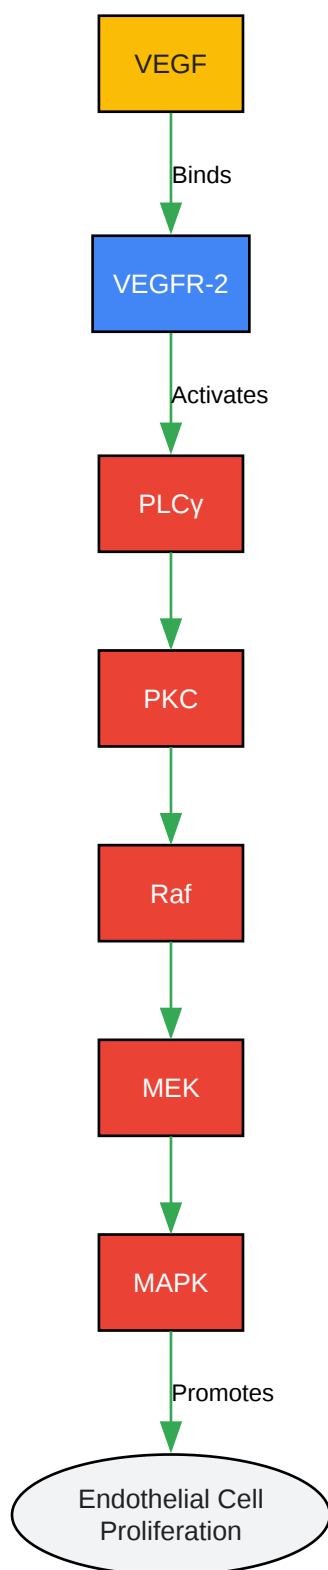 VEGF
Binds
VEGFR-2
Activates
PLCγ
PKC
Raf
MEK
MAPK
Promotes
Endothelial Cell
Proliferation